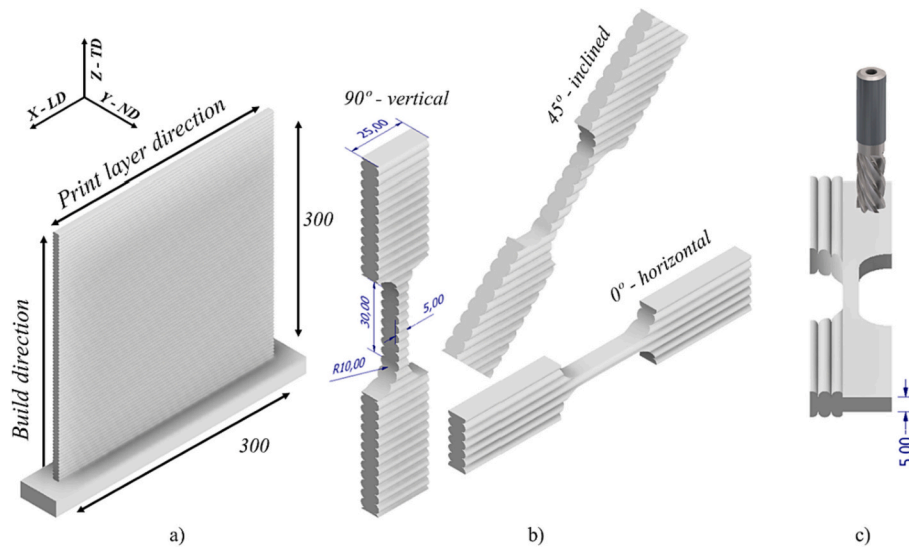 Z - TD
X - LD
Y - ND
Print layer direction
Build direction
300
300
90º - vertical
25,00
30,00
5,00
R10,00
45º - inclined
0º - horizontal
5,00
a)
b)
c)